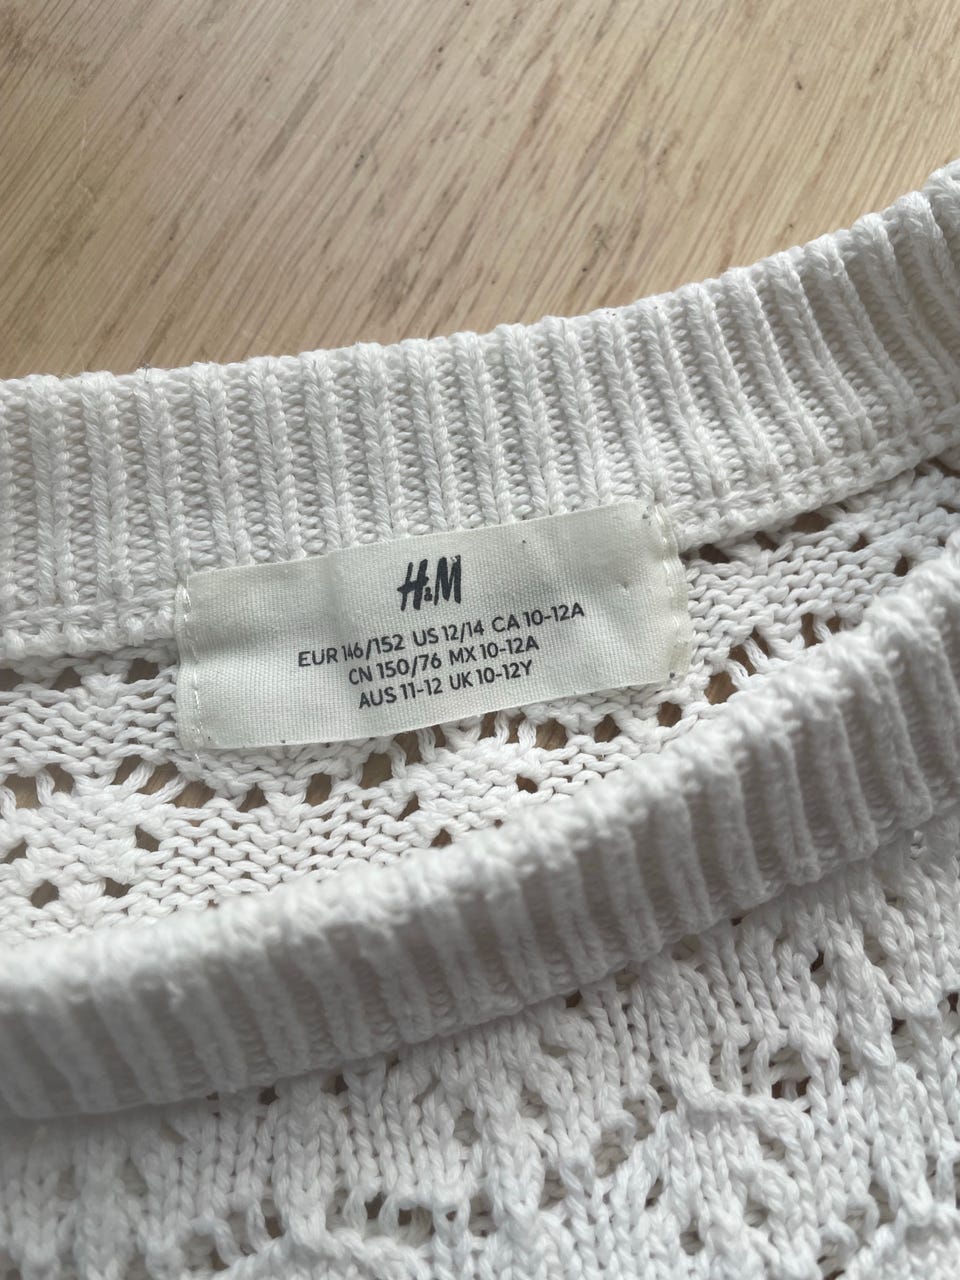 H&M
EUR 146/152 US 12/14 CA 10-12A
CN 150/76 MX 10-12A
AUS 11-12 UK 10-12Y